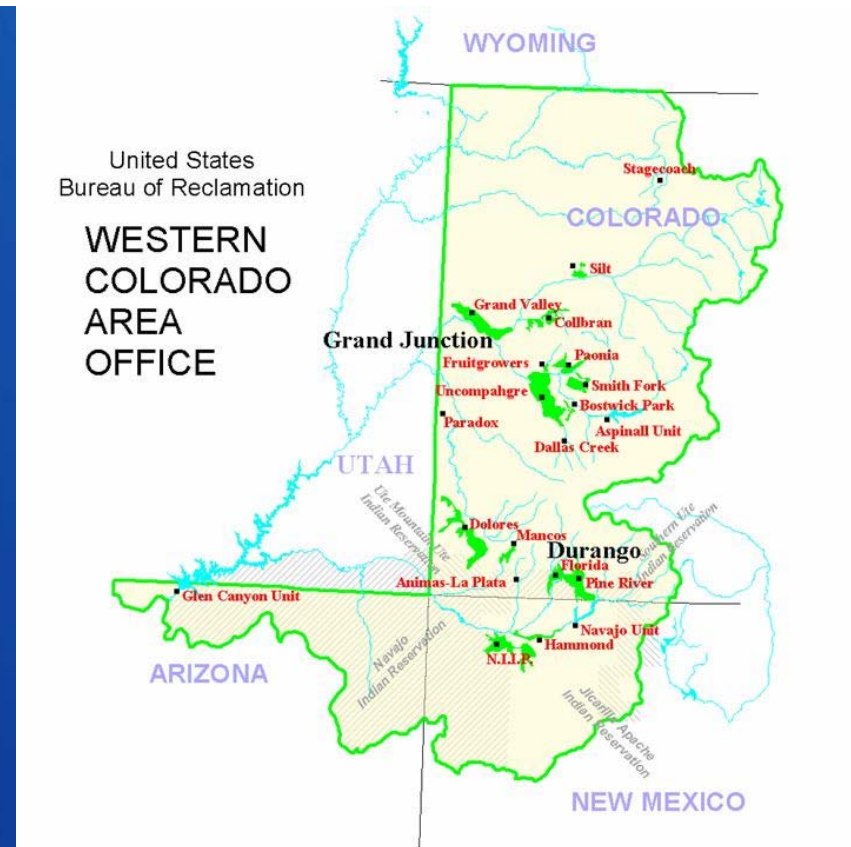 WYOMING
United States
Bureau of Reclamation
WESTERN
COLORADO
AREA
OFFICE
Stagecoach
COLORADO
Silt
Grand Valley
Collbran
Grand Junction
Fruitgrowers
Paonia
Uncompahgre
Smith Fork
Bostwick Park
Paradox
Aspinall Unit
Dallas Creek
UTAH
Ute Mountain Ute
Indian Reservation
Southern Ute
Indian Reservation
Dolores
Mancos
Durango
Florida
Animas-La Plata
Pine River
Glen Canyon Unit
Navajo Unit
Hammond
N.I.I.P.
Navajo
Indian Reservation
ARIZONA
Jicarilla Apache
Indian Reservation
NEW MEXICO